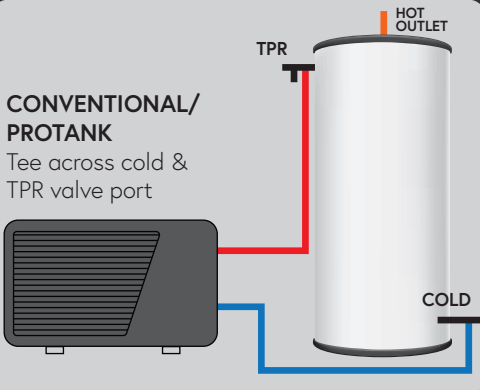 HOT
OUTLET
TPR
CONVENTIONAL/
PROTANK
Tee across cold &
TPR valve port
COLD